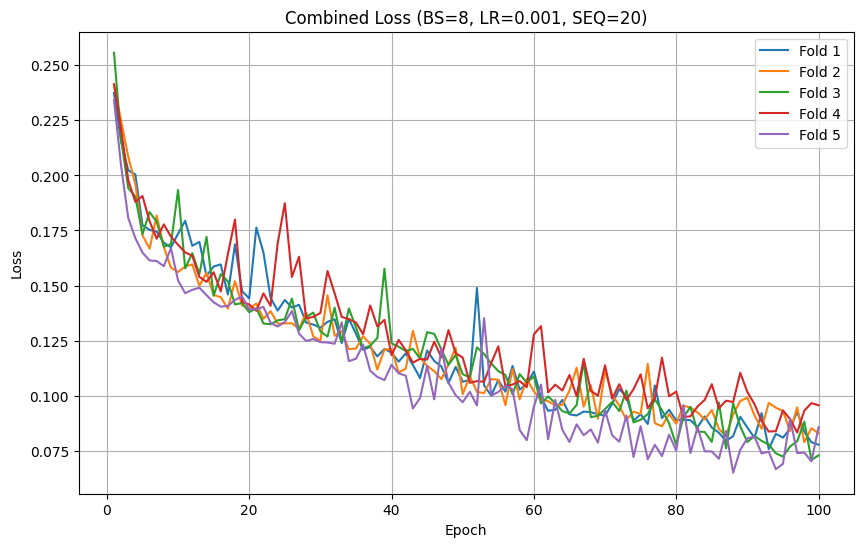 Combined Loss (BS=8, LR=0.001, SEQ=20)
Fold 1
Fold 2
Fold 3
Fold 4
Fold 5
Loss
0.250
0.225
0.200
0.175
0.150
0.125
0.100
0.075
0
20
40
60
80
100
Epoch